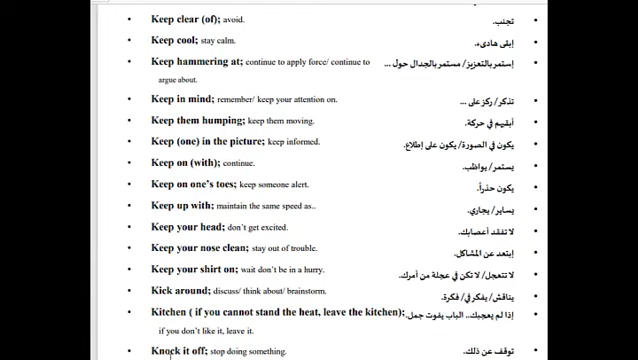 • Keep clear (of); avoid. تجنب. •
• Keep cool; stay calm. إبقى هادىء. •
• Keep hammering at; continue to apply force/ continue to إستمر بالتعزيز/ مستمر بالجدال حول ... •
argue about.
• Keep in mind; remember/ keep your attention on. تذكر/ ركز على ... •
• Keep them humping; keep them moving. أبقيهم في حركة. •
• Keep (one) in the picture; keep informed. يكون في الصورة/ يكون على إطلاع. •
• Keep on (with); continue. يستمر/ يواظب. •
• Keep on one's toes; keep someone alert. يكون حذراً. •
• Keep up with; maintain the same speed as.. يساير/ يجاري. •
• Keep your head; don't get excited. لا تفقد أعصابك. •
• Keep your nose clean; stay out of trouble. إبتعد عن المشاكل. •
• Keep your shirt on; wait don't be in a hurry. لا تتعجل/ لا تكن في عجلة من أمرك. •
• Kick around; discuss/ think about/ brainstorm. يناقش/ يفكر في/ فكرة. •
• Kitchen ( if you cannot stand the heat, leave the kitchen); إذا لم يعجبك.. الباب يفوت جمل. •
if you don't like it, leave it.
• Knock it off; stop doing something. توقف عن ذلك. •